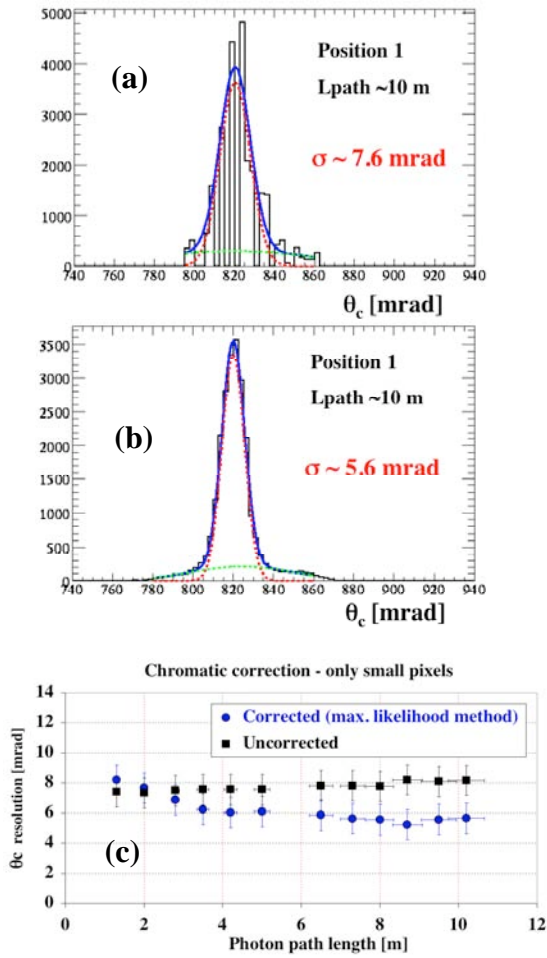 5000
4000
3000
2000
1000
0
(a)
Position 1
Lpath ~10 m
σ ~ 7.6 mrad
740 760 780 800 820 840 860 880 900 920 940
θc [mrad]
3500
3000
2500
2000
1500
1000
500
0
(b)
Position 1
Lpath ~10 m
σ ~ 5.6 mrad
740 760 780 800 820 840 860 880 900 920 940
θc [mrad]
Chromatic correction - only small pixels
θc resolution [mrad]
14
12
10
8
6
4
2
0
Corrected (max. likelihood method)
Uncorrected
(c)
0 2 4 6 8 10 12
Photon path length [m]